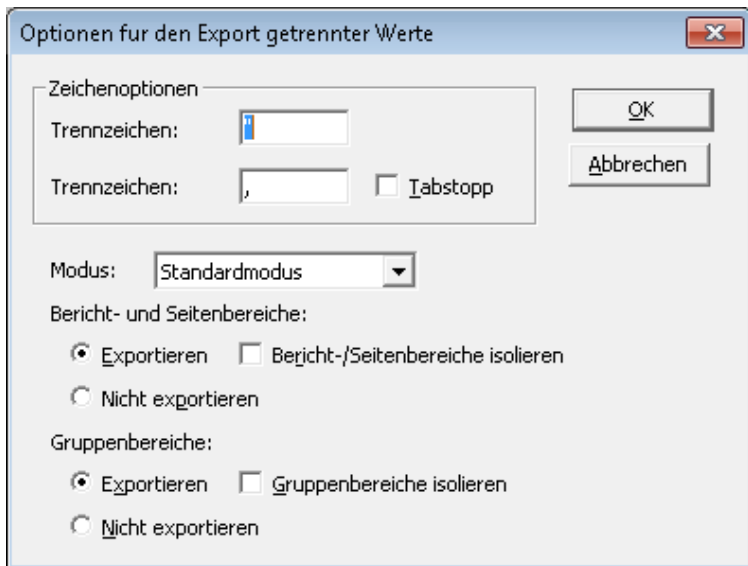 Optionen fur den Export getrennter Werte
Zeichenoptionen
Trennzeichen: "
Trennzeichen: , Tabstopp
OK
Abbrechen
Modus: Standardmodus
Bericht- und Seitenbereiche:
Exportieren Bericht-/Seitenbereiche isolieren
Nicht exportieren
Gruppenbereiche:
Exportieren Gruppenbereiche isolieren
Nicht exportieren